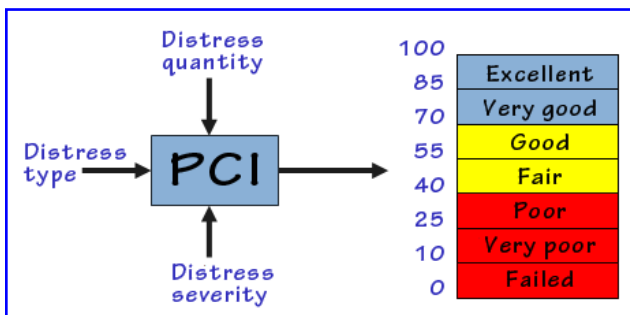 Distress
quantity
Distress
type
PCI
Distress
severity
100
Excellent
85
Very good
70
Good
55
Fair
40
Poor
25
Very poor
10
Failed
0